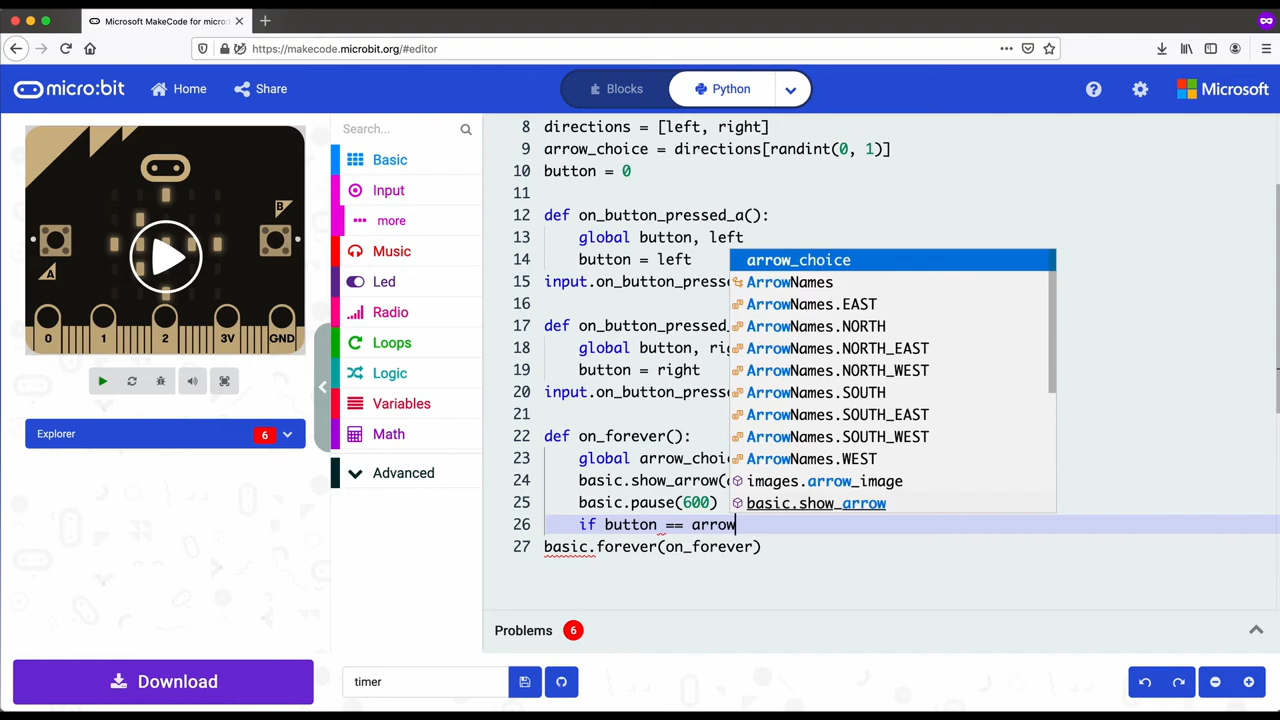 Microsoft MakeCode for micro:
https://makecode.microbit.org/#editor
micro:bit
Home
Share
Blocks
Python
Microsoft
B
A
0 1 2 3V GND
Explorer
6
Download
Search...
Basic
Input
more
Music
Led
Radio
Loops
Logic
Variables
Math
Advanced
8 directions = [left, right]
9 arrow_choice = directions[randint(0, 1)]
10 button = 0
11
12 def on_button_pressed_a():
13 global button, left
14 button = left
15 input.on_button_press
16
17 def on_button_pressed_
18 global button, rig
19 button = right
20 input.on_button_press
21
22 def on_forever():
23 global arrow_choi
24 basic.show_arrow(
25 basic.pause(600)
26 if button == arrow
27 basic.forever(on_forever)
arrow_choice
ArrowNames
ArrowNames.EAST
ArrowNames.NORTH
ArrowNames.NORTH_EAST
ArrowNames.NORTH_WEST
ArrowNames.SOUTH
ArrowNames.SOUTH_EAST
ArrowNames.SOUTH_WEST
ArrowNames.WEST
images.arrow_image
basic.show_arrow
Problems 6
timer